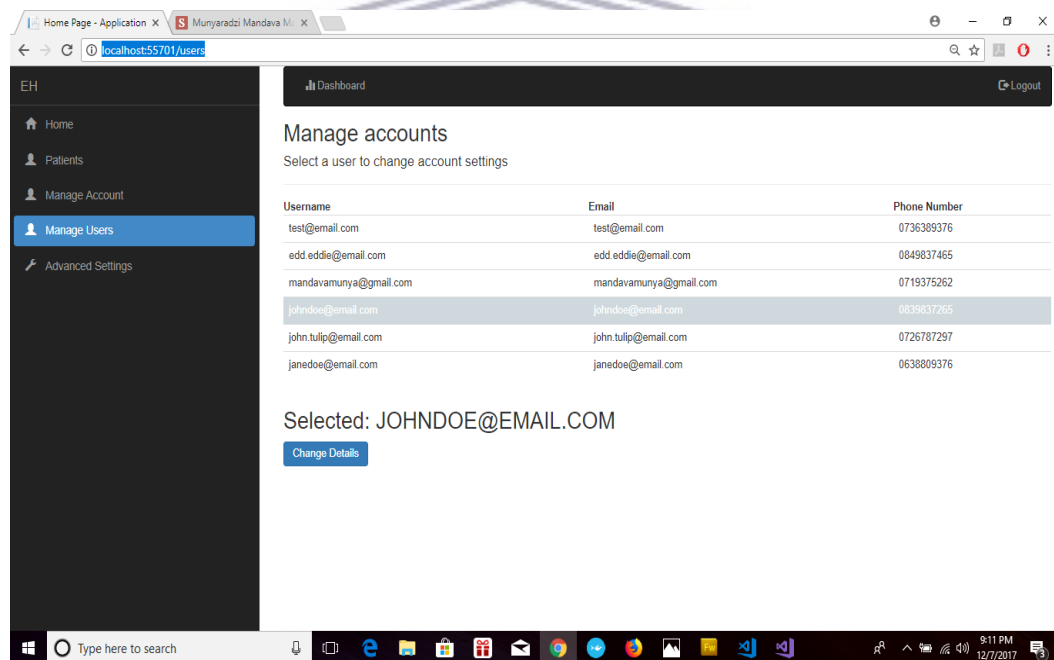 Home Page - Application
Munyaradzi Mandava Ma
localhost:55701/users
EH
Dashboard
Logout
Home
Patients
Manage Account
Manage Users
Advanced Settings
Manage accounts
Select a user to change account settings
Username Email Phone Number
test@email.com test@email.com 0736389376
edd.eddie@email.com edd.eddie@email.com 0849837465
mandavamunya@gmail.com mandavamunya@gmail.com 0719375262
johndoe@email.com johndoe@email.com 0839837265
john.tulip@email.com john.tulip@email.com 0726787297
janedoe@email.com janedoe@email.com 0638809376
Selected: JOHNDOE@EMAIL.COM
Change Details
Type here to search
Fw
9:11 PM
12/7/2017
3